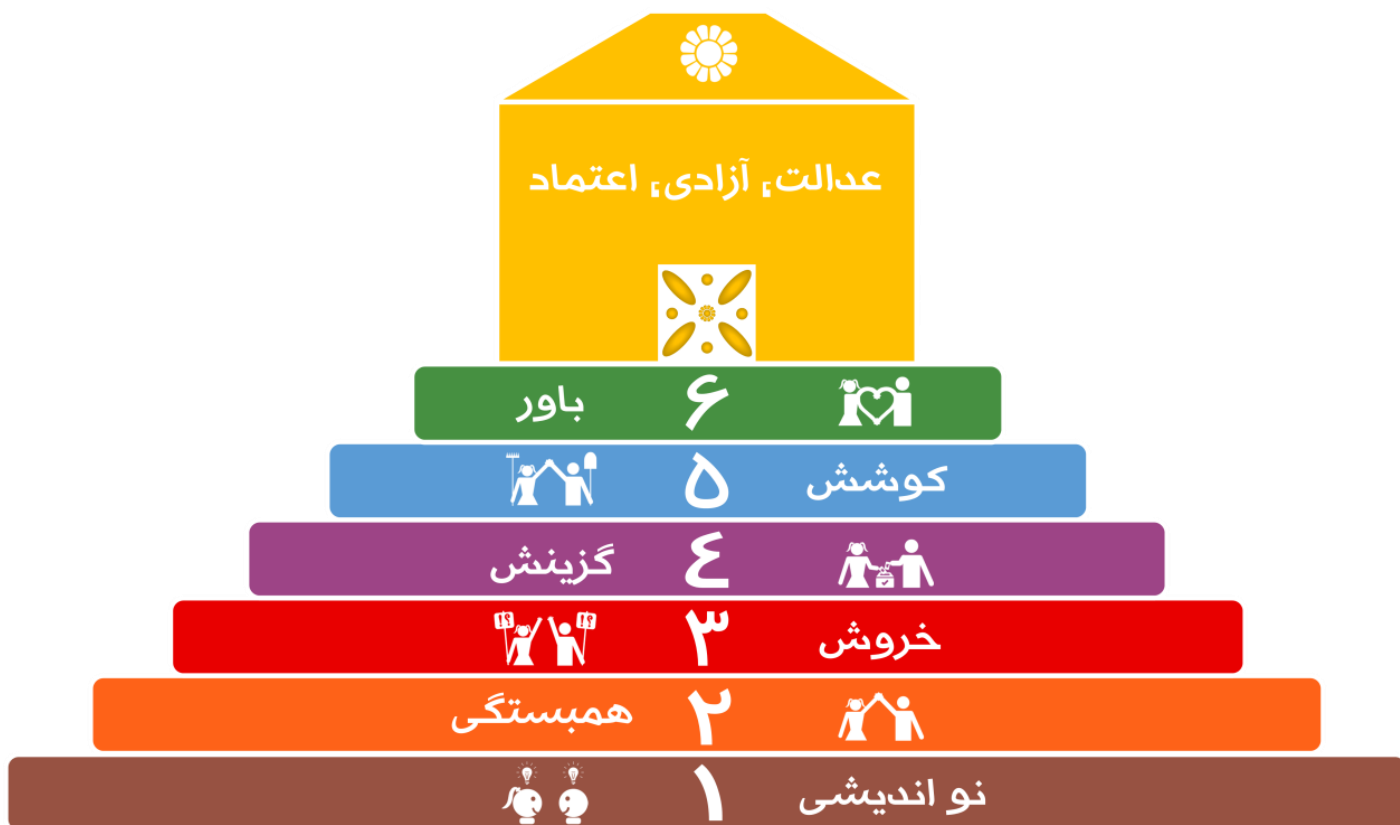 عدالت، آزادی، اعتماد
باور ۶
کوشش ۵
گزینش ٤
خروش ۳
همبستگی ۲
نو اندیشی ۱